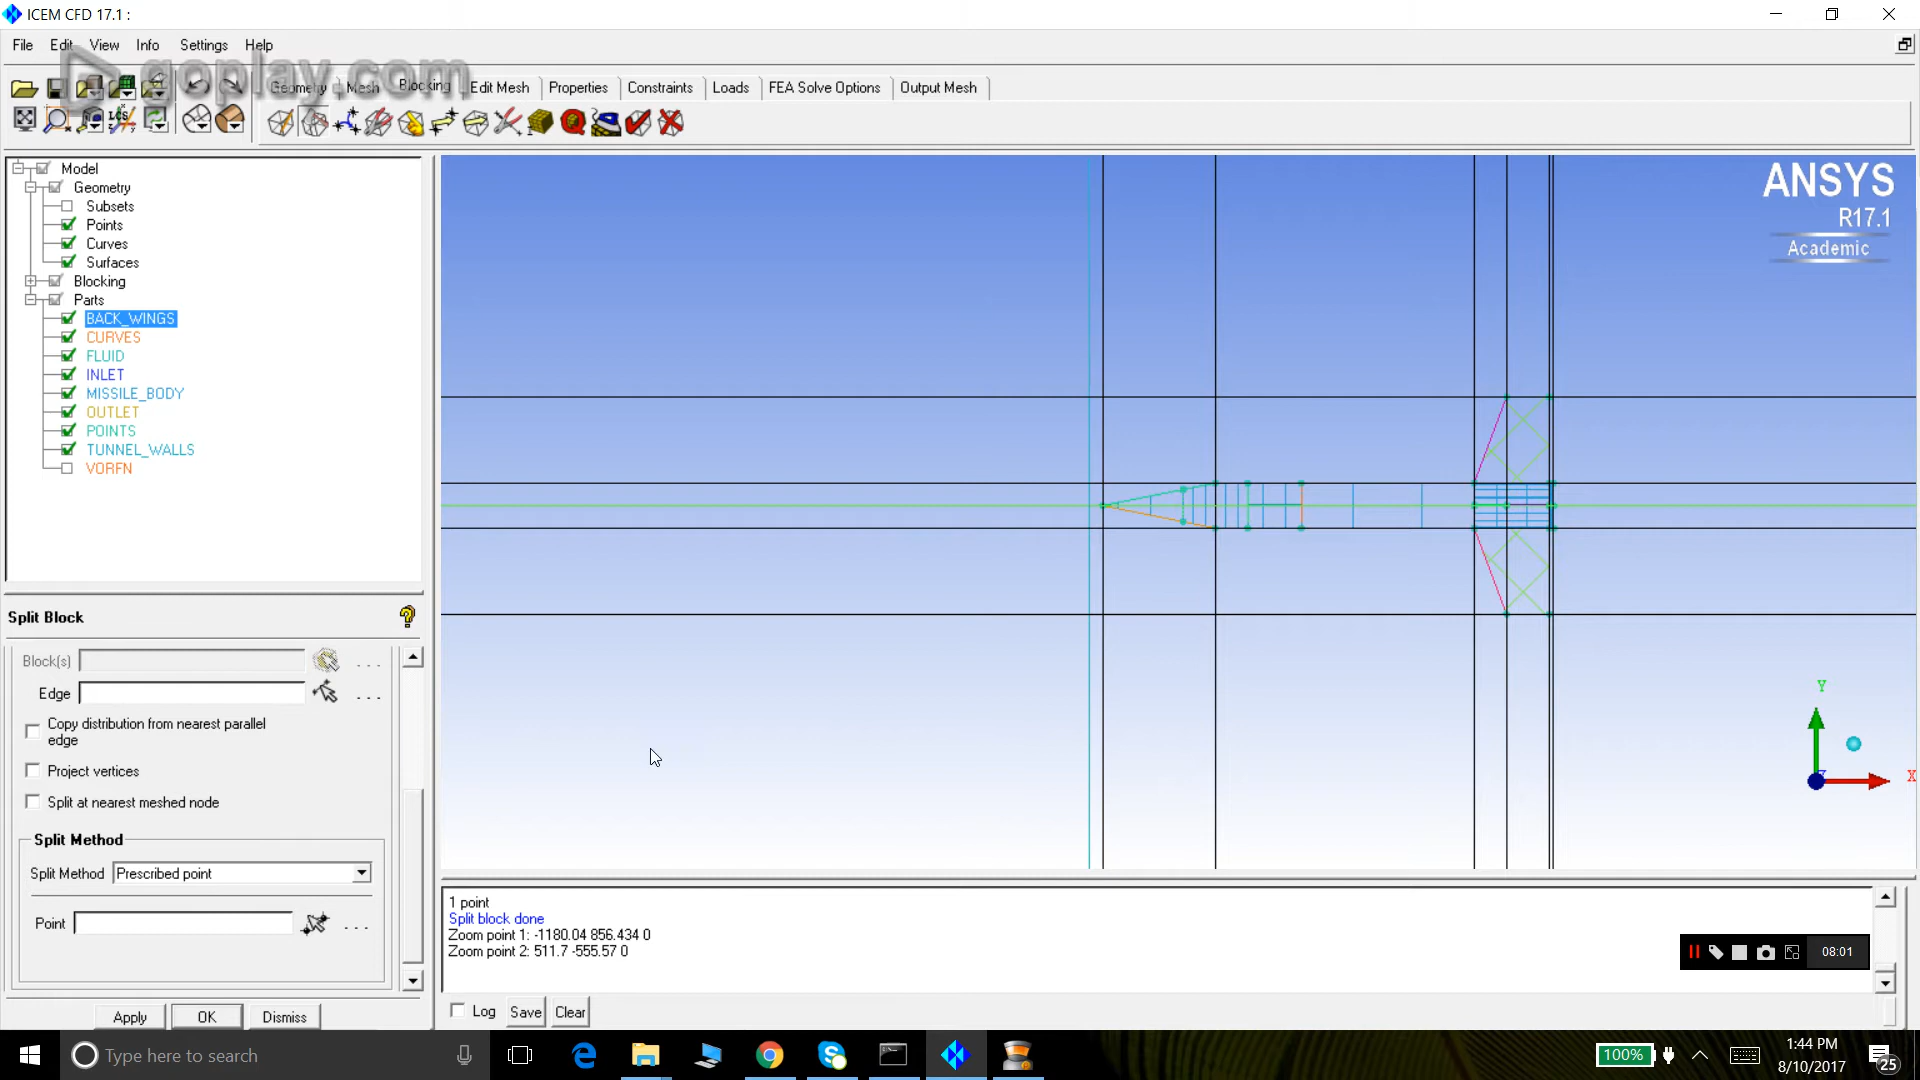 ICEM CFD 17.1 :
File Edit View Info Settings Help
goplay.com
Geometry Mesh Blocking Edit Mesh Properties Constraints Loads FEA Solve Options Output Mesh
LCS
Model
Geometry
Subsets
Points
Curves
Surfaces
Blocking
Parts
BACK_WINGS
CURVES
FLUID
INLET
MISSILE_BODY
OUTLET
POINTS
TUNNEL_WALLS
VORFN
Split Block
Block(s) ...
Edge ...
Copy distribution from nearest parallel
edge
Project vertices
Split at nearest meshed node
Split Method
Split Method Prescribed point
Point ...
Apply OK Dismiss
ANSYS
R17.1
Academic
Y
X
1 point
Split block done
Zoom point 1: -1180.04 856.434 0
Zoom point 2: 511.7 -555.57 0
08:01
Log Save Clear
Type here to search
100%
1:44 PM
8/10/2017
25